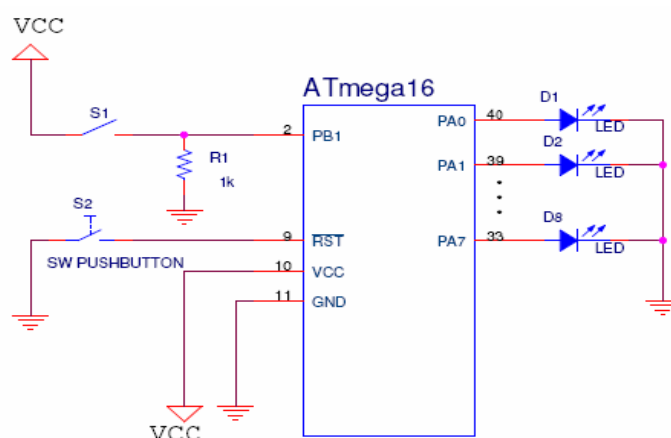 VCC
ATmega16
S1
2
PB1
R1
1k
S2
SW PUSHBUTTON
9
RST
10
VCC
11
GND
VCC
PA0
40
D1
LED
PA1
39
D2
LED
PA7
33
D8
LED